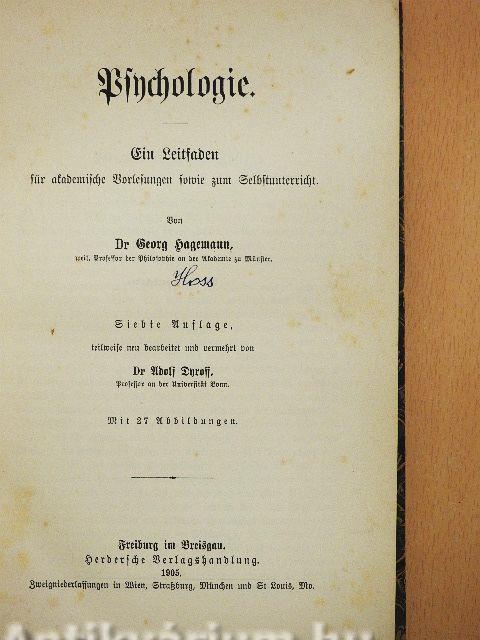 Psychologie.
Ein Leitfaden
für akademische Vorlesungen sowie zum Selbstunterricht.
Von
Dr Georg Hagemann,
weil. Professor der Philosophie an der Akademie zu Münster.
Hoss
Siebte Auflage,
teilweise neu bearbeitet und vermehrt von
Dr Adolf Dyroff,
Professor an der Universität Bonn.
Mit 27 Abbildungen.
Freiburg im Breisgau.
Herdersche Verlagshandlung.
1905.
Zweigniederlassungen in Wien, Straßburg, München und St Louis, Mo.
Antikvárium.hu